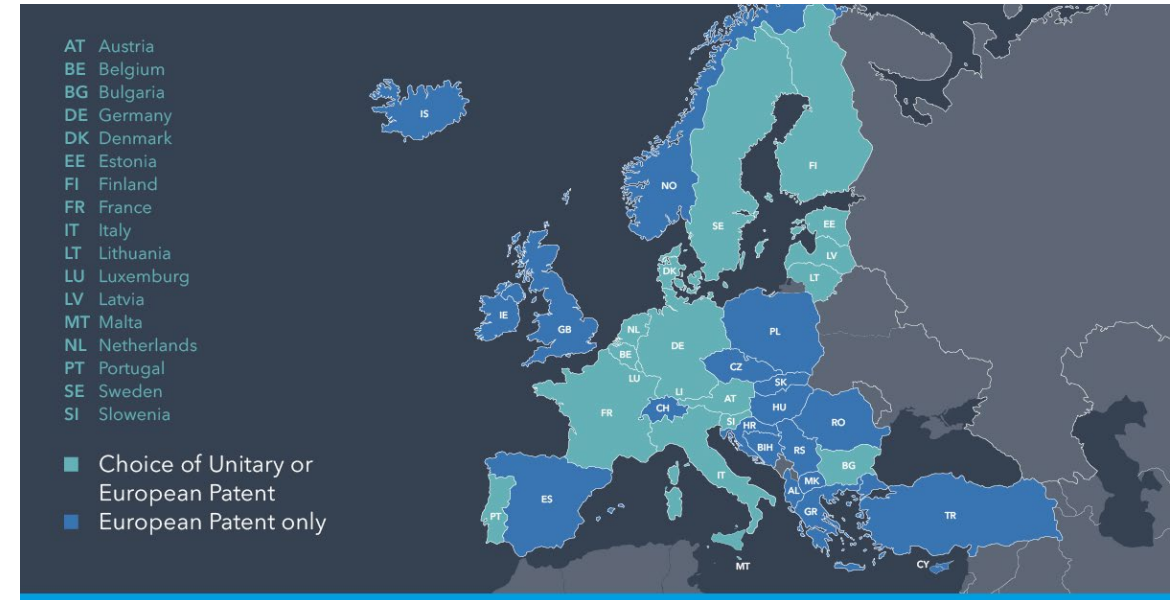 AT Austria
BE Belgium
BG Bulgaria
DE Germany
DK Denmark
EE Estonia
FI Finland
FR France
IT Italy
LT Lithuania
LU Luxemburg
LV Latvia
MT Malta
NL Netherlands
PT Portugal
SE Sweden
SI Slowenia
Choice of Unitary or
European Patent
European Patent only
IS
NO
FI
SE
EE
LV
LT
DK
IE
GB
NL
BE
DE
PL
LU
CZ
SK
LI
AT
CH
HU
FR
SI
HR
RO
BIH
RS
BG
IT
MK
AL
GR
ES
PT
TR
MT
CY